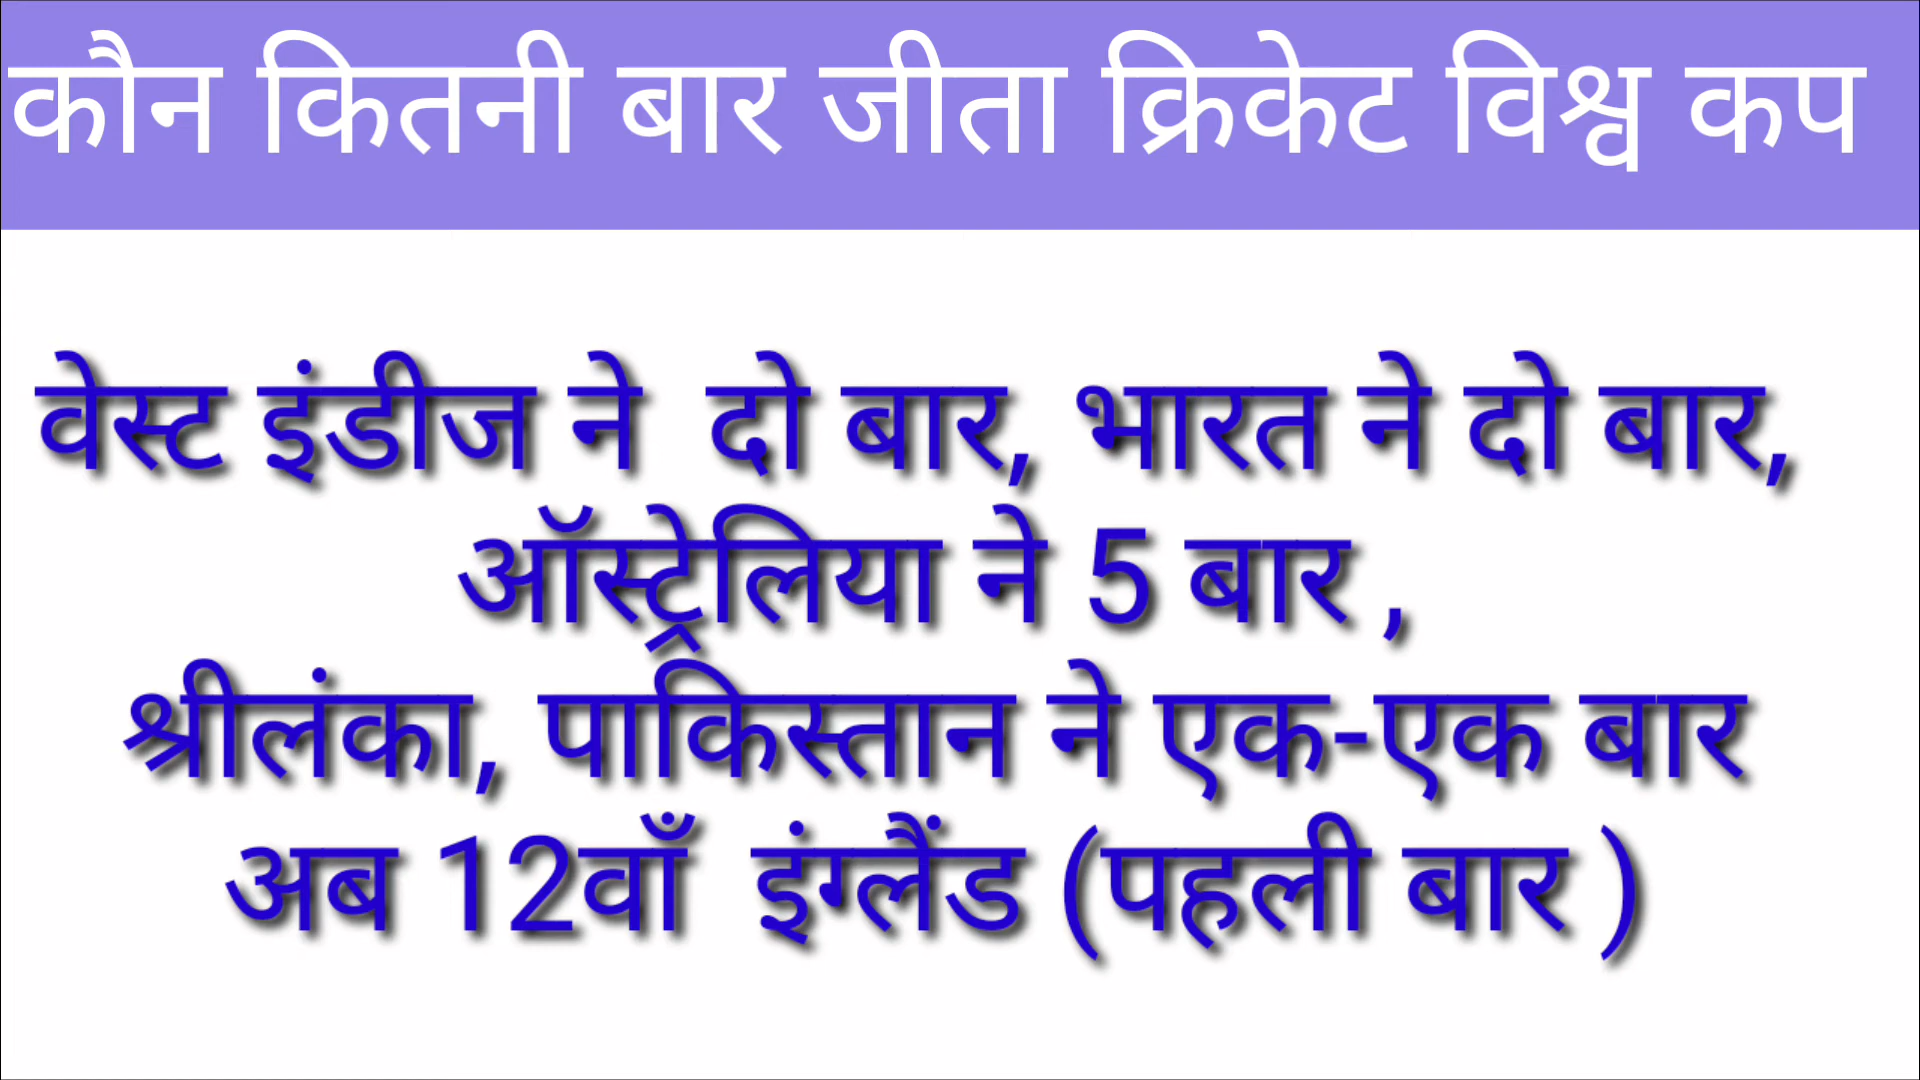 कौन कितनी बार जीता क्रिकेट विश्व कप
वेस्ट इंडीज ने दो बार, भारत ने दो बार,
ऑस्ट्रेलिया ने 5 बार ,
श्रीलंका, पाकिस्तान ने एक-एक बार
अब 12वाँ इंग्लैंड (पहली बार )